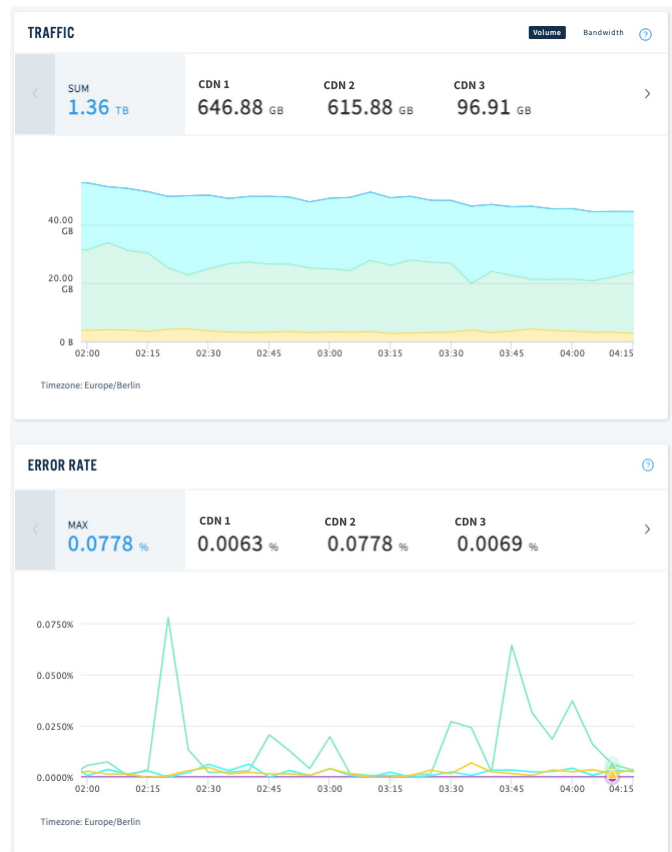 TRAFFIC
Volume Bandwidth ?
SUM CDN 1 CDN 2 CDN 3
1.36 TB 646.88 GB 615.88 GB 96.91 GB
40.00
GB
20.00
GB
0 B
02:00 02:15 02:30 02:45 03:00 03:15 03:30 03:45 04:00 04:15
Timezone: Europe/Berlin
ERROR RATE ?
MAX CDN 1 CDN 2 CDN 3
0.0778 % 0.0063 % 0.0778 % 0.0069 %
0.0750%
0.0500%
0.0250%
0.0000%
02:00 02:15 02:30 02:45 03:00 03:15 03:30 03:45 04:00 04:15
Timezone: Europe/Berlin